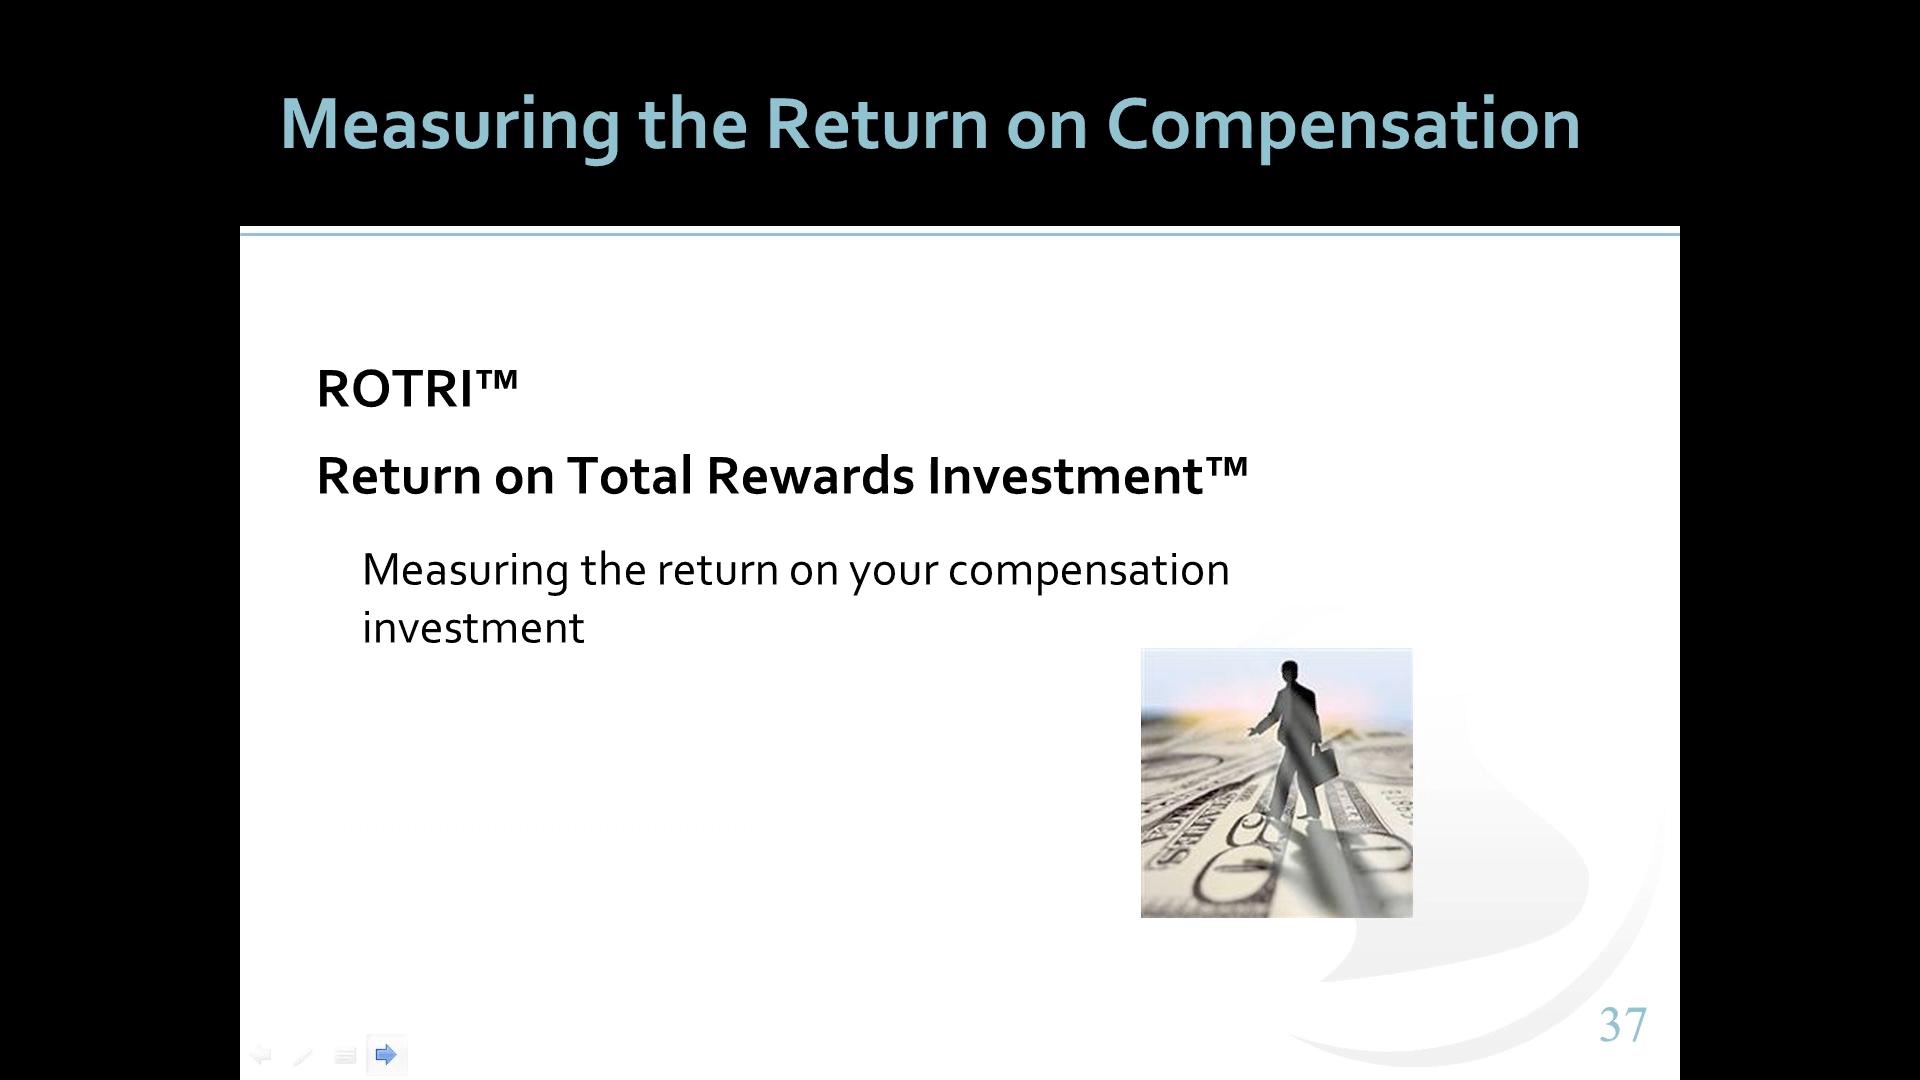 Measuring the Return on Compensation
ROTRI™
Return on Total Rewards Investment™
Measuring the return on your compensation
investment
37